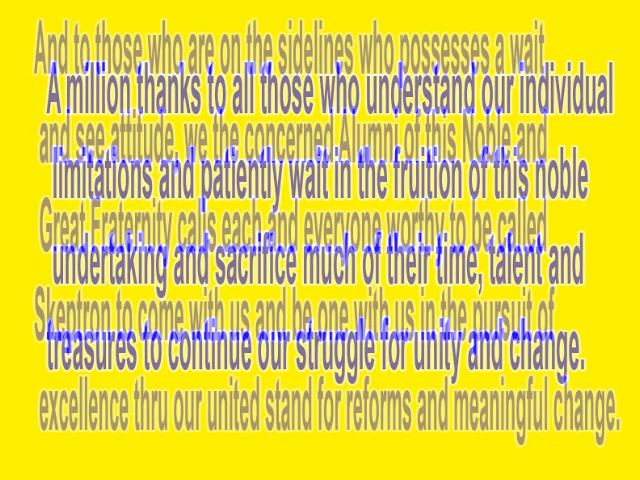 And to those who are on the sidelines who possesses a wait
A million thanks to all those who understand our individual
and see attitude, we the concerned Alumni of this Noble and
limitations and patiently wait in the fruition of this noble
Great Fraternity calls each and everyone worthy to be called
undertaking and sacrifice much of their time, talent and
Skeptron to come with us and be one with us in the pursuit of
treasures to continue our struggle for unity and change.
excellence thru our united stand for reforms and meaningful change.